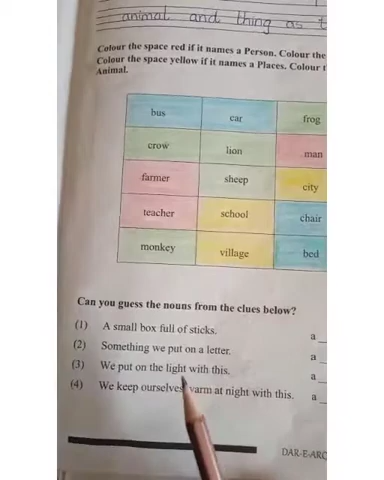 animal and thing as
Colour the space red if it names a Person. Colour the
Colour the space yellow if it names a Places. Colour
Animal.
bus car frog
crow lion man
farmer sheep city
teacher school chair
monkey village bed
Can you guess the nouns from the clues below?
(1) A small box full of sticks. a
(2) Something we put on a letter. a
(3) We put on the light with this. a
(4) We keep ourselves warm at night with this. a
DAR-E-ARQ